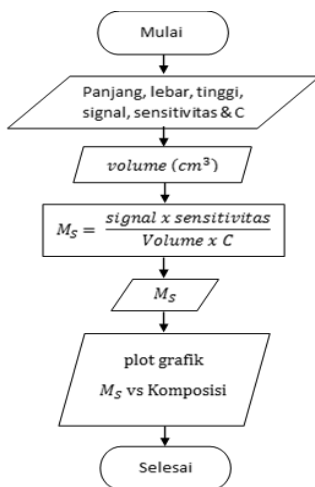 Mulai
Panjang, lebar, tinggi,
signal, sensitivitas & C
volume (cm³)
M_S = signal x sensitivitas / Volume x C
M_S
plot grafik
M_S vs Komposisi
Selesai